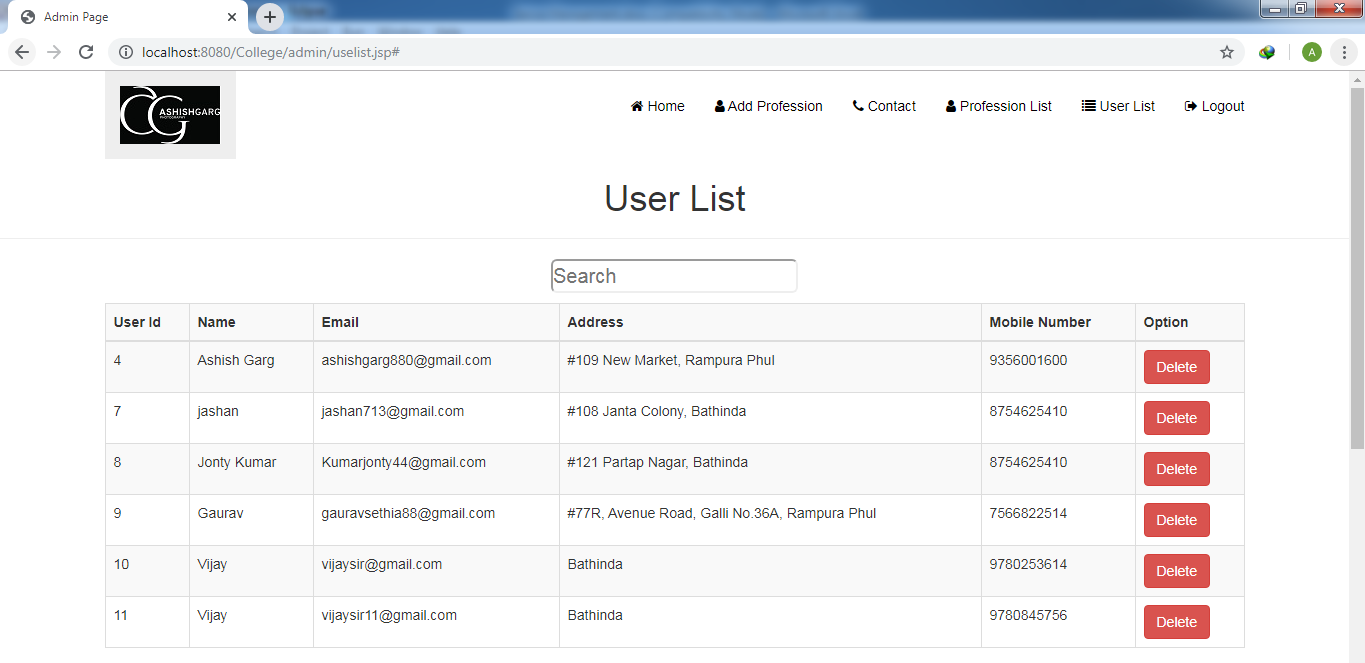 Admin Page
localhost:8080/College/admin/uselist.jsp#
A
ASHISHGARG
PHOTOGRAPHY
Home Add Profession Contact Profession List User List Logout
User List
Search
User Id Name Email Address Mobile Number Option
4 Ashish Garg ashishgarg880@gmail.com #109 New Market, Rampura Phul 9356001600 Delete
7 jashan jashan713@gmail.com #108 Janta Colony, Bathinda 8754625410 Delete
8 Jonty Kumar Kumarjonty44@gmail.com #121 Partap Nagar, Bathinda 8754625410 Delete
9 Gaurav gauravsethia88@gmail.com #77R, Avenue Road, Galli No.36A, Rampura Phul 7566822514 Delete
10 Vijay vijaysir@gmail.com Bathinda 9780253614 Delete
11 Vijay vijaysir11@gmail.com Bathinda 9780845756 Delete